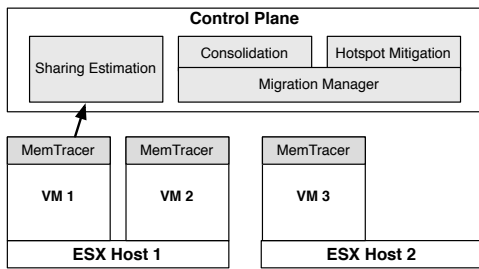 Control Plane
Sharing Estimation
Consolidation
Hotspot Mitigation
Migration Manager
MemTracer
MemTracer
MemTracer
VM 1
VM 2
VM 3
ESX Host 1
ESX Host 2